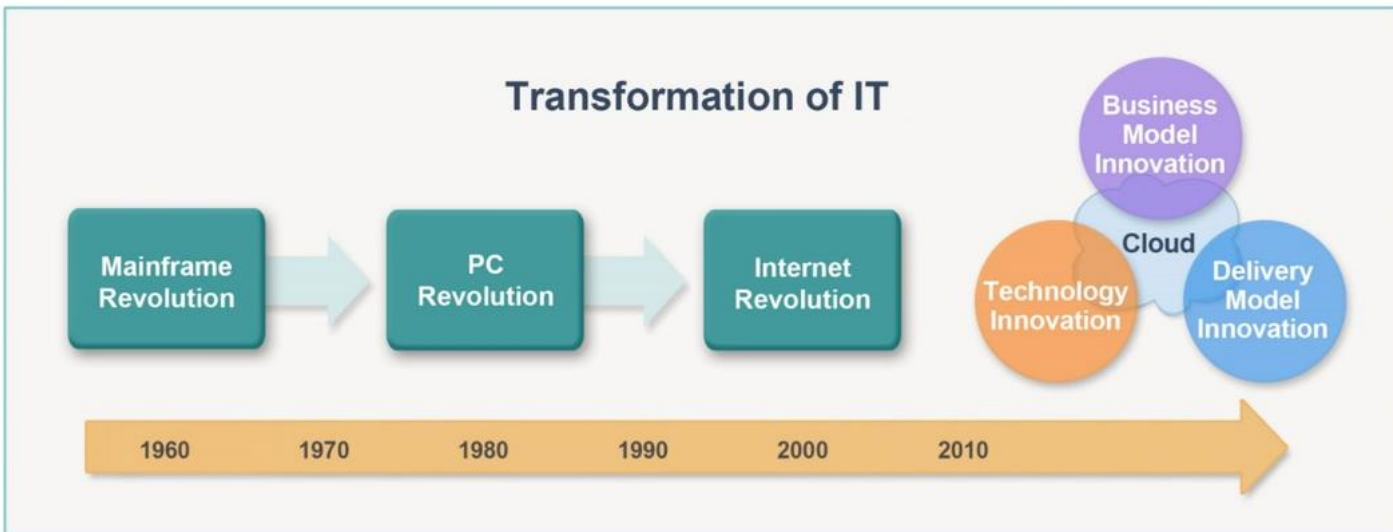 Transformation of IT
Mainframe
Revolution
PC
Revolution
Internet
Revolution
Business
Model
Innovation
Cloud
Technology
Innovation
Delivery
Model
Innovation
1960 1970 1980 1990 2000 2010